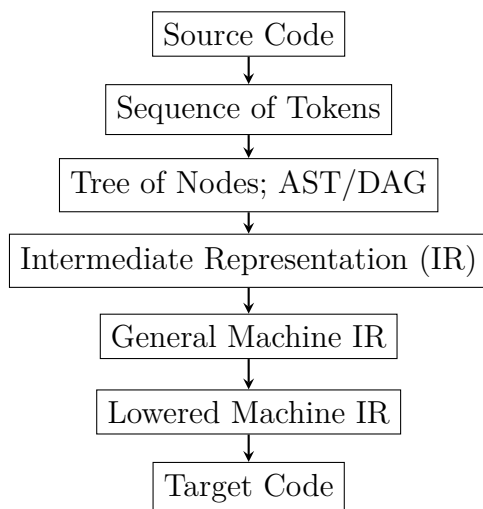 Source Code
Sequence of Tokens
Tree of Nodes; AST/DAG
Intermediate Representation (IR)
General Machine IR
Lowered Machine IR
Target Code